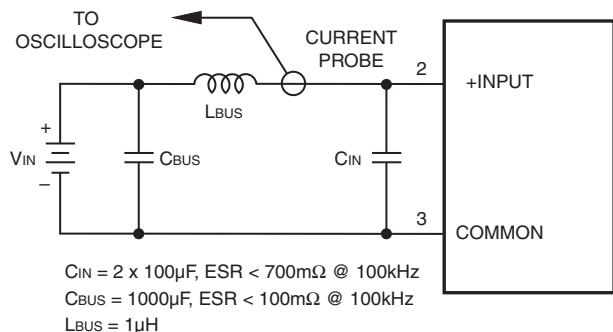 TO
OSCILLOSCOPE
CURRENT
PROBE
2
+INPUT
LBUS
+
VIN
–
CBUS
CIN
3
COMMON
CIN = 2 x 100µF, ESR < 700mΩ @ 100kHz
CBUS = 1000µF, ESR < 100mΩ @ 100kHz
LBUS = 1µH